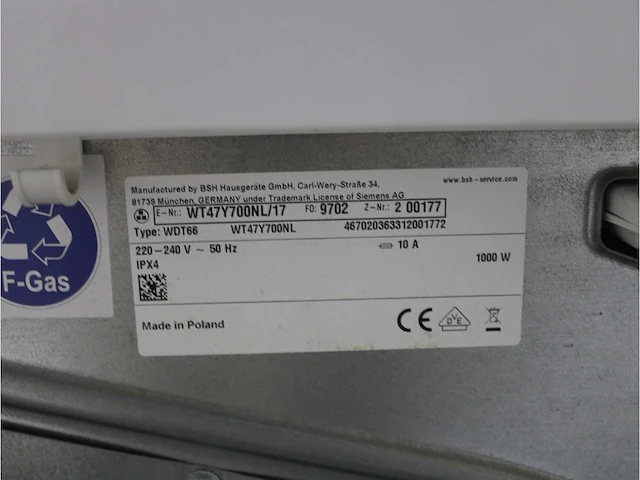 Manufactured by BSH Hausgeräte GmbH, Carl-Wery-Straße 34,
81739 München, GERMANY under Trademark License of Siemens AG
www.bsh-service.com
E-Nr.: WT47Y700NL/17 FD: 9702 Z-Nr.: 2 00177
Type: WDT66 WT47Y700NL 467020363312001772
220-240 V ~ 50 Hz 10 A
IPX4 1000 W
Made in Poland
CE DVE
F-Gas